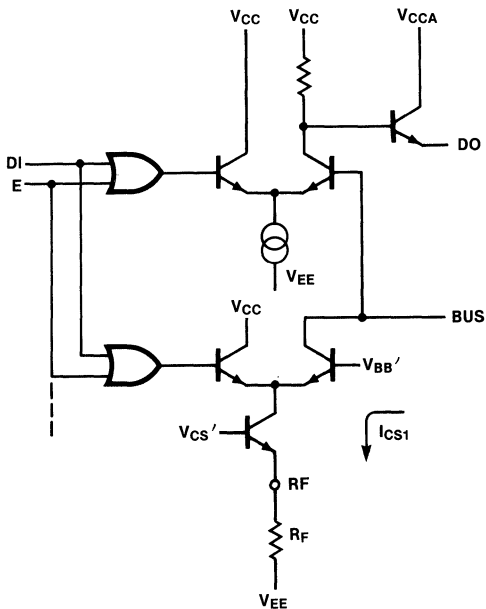 VCC VCC VCCA
DI
DO
E
VEE
VCC
BUS
VBB'
VCS'
ICS1
RF
RF
VEE